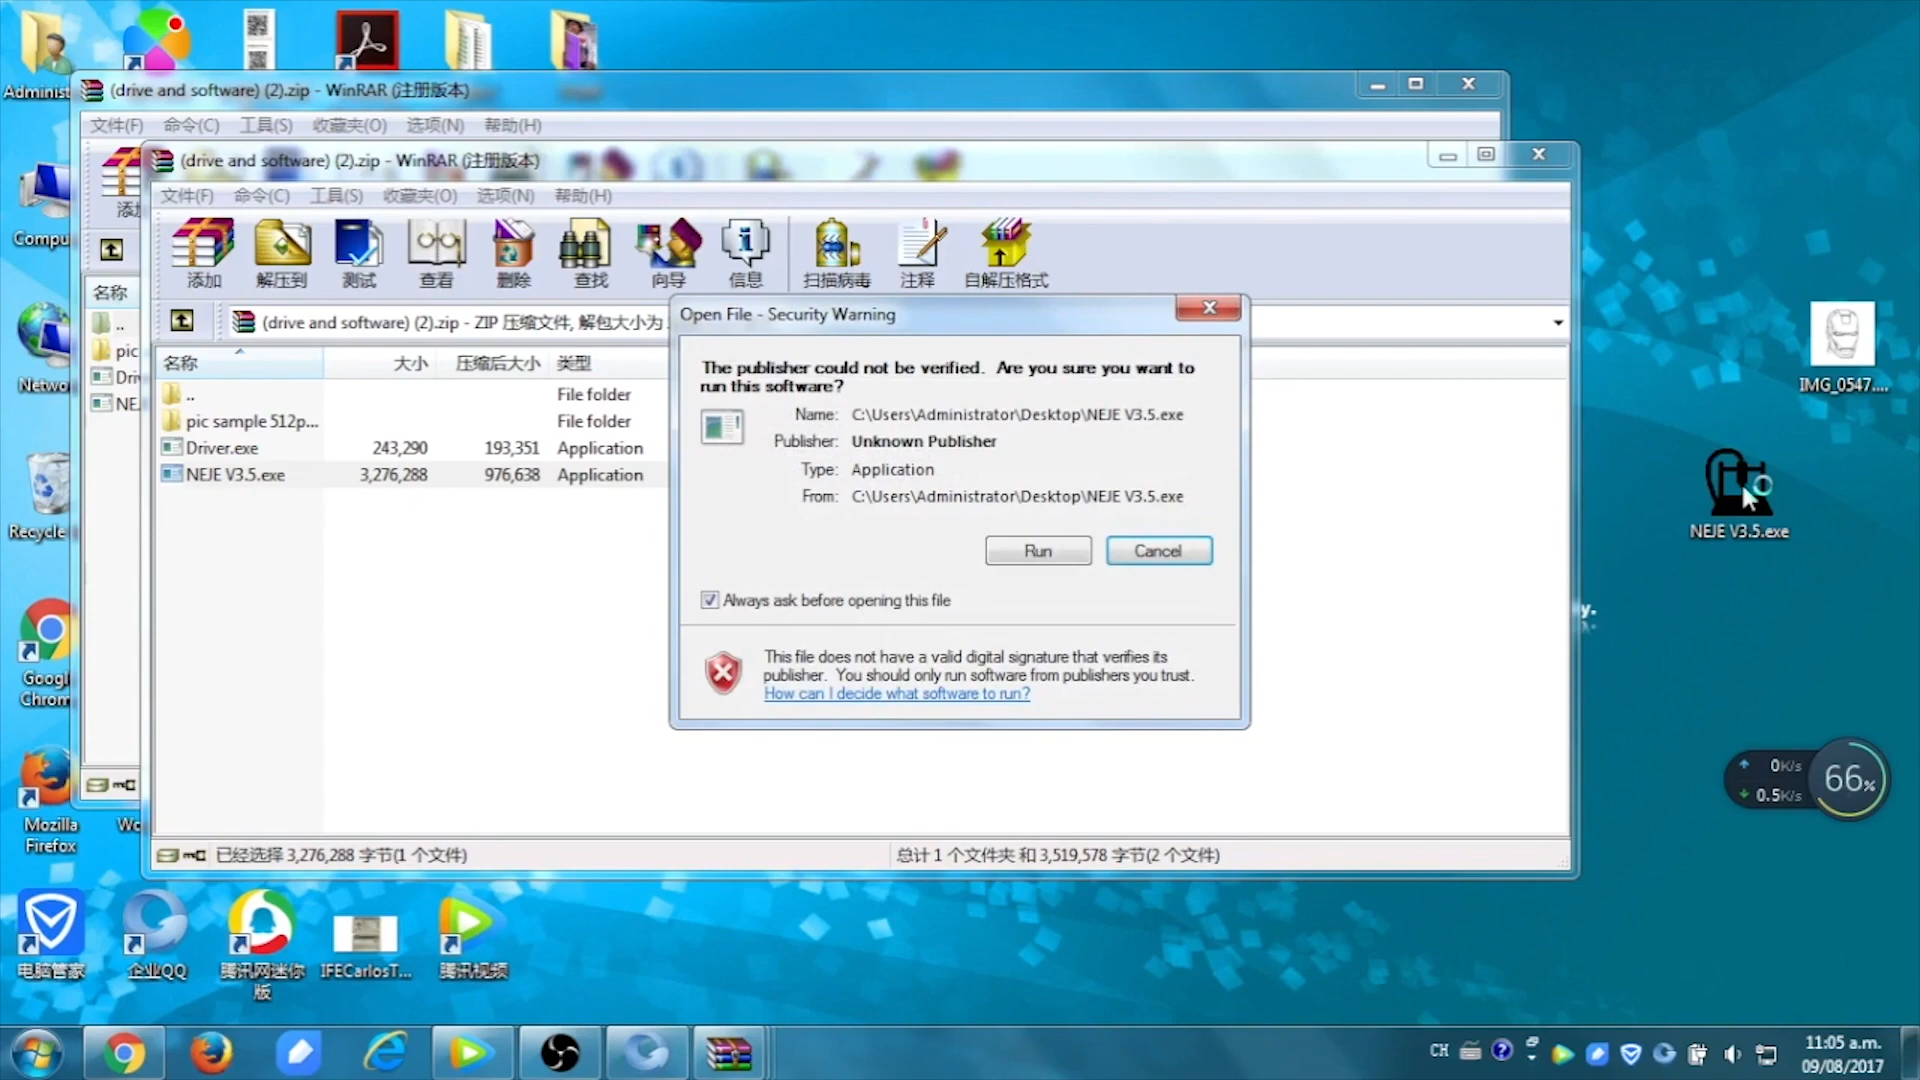 Administ
(drive and software) (2).zip - WinRAR (注册版本)
文件(F) 命令(C) 工具(S) 收藏夹(O) 选项(N) 帮助(H)
(drive and software) (2).zip - WinRAR (注册版本)
文件(F) 命令(C) 工具(S) 收藏夹(O) 选项(N) 帮助(H)
添加 解压到 测试 查看 删除 查找 向导 信息 扫描病毒 注释 自解压格式
(drive and software) (2).zip - ZIP 压缩文件, 解包大小为
名称
..
pic
Driv
NE
名称 大小 压缩后大小 类型
.. File folder
pic sample 512p... File folder
Driver.exe 243,290 193,351 Application
NEJE V3.5.exe 3,276,288 976,638 Application
Open File - Security Warning
The publisher could not be verified. Are you sure you want to
run this software?
Name: C:\Users\Administrator\Desktop\NEJE V3.5.exe
Publisher: Unknown Publisher
Type: Application
From: C:\Users\Administrator\Desktop\NEJE V3.5.exe
Run Cancel
Always ask before opening this file
This file does not have a valid digital signature that verifies its
publisher. You should only run software from publishers you trust.
How can I decide what software to run?
已经选择 3,276,288 字节(1 个文件) 总计 1 个文件夹 和 3,519,578 字节(2 个文件)
Compu
Netwo
Recycle
Googl
Chrom
Mozilla
Firefox
Wo
IMG_0547....
NEJE V3.5.exe
y.
0K/s
0.5K/s
66%
电脑管家 企业QQ 腾讯网迷你
版 IFECarlosT... 腾讯视频
CH
11:05 a.m.
09/08/2017